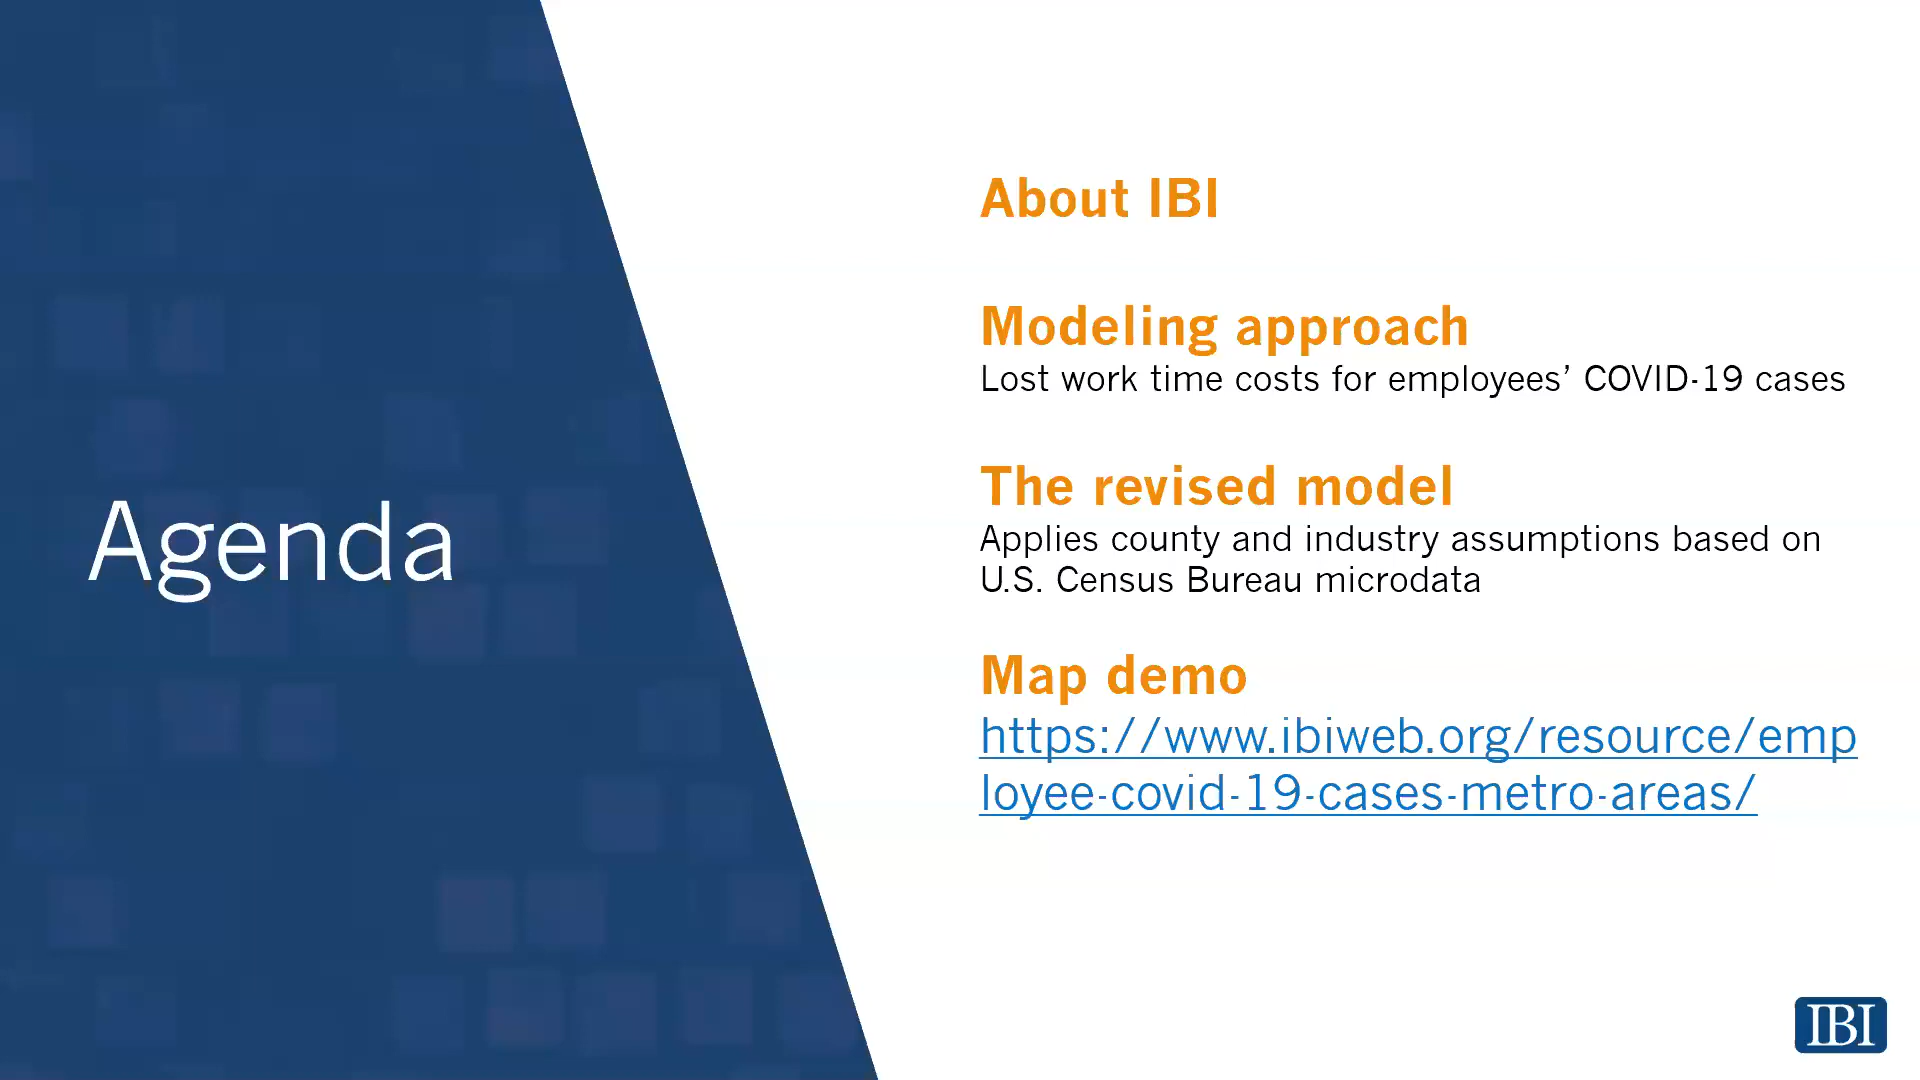 Agenda
About IBI
Modeling approach
Lost work time costs for employees’ COVID-19 cases
The revised model
Applies county and industry assumptions based on
U.S. Census Bureau microdata
Map demo
https://www.ibiweb.org/resource/emp
loyee-covid-19-cases-metro-areas/
IBI